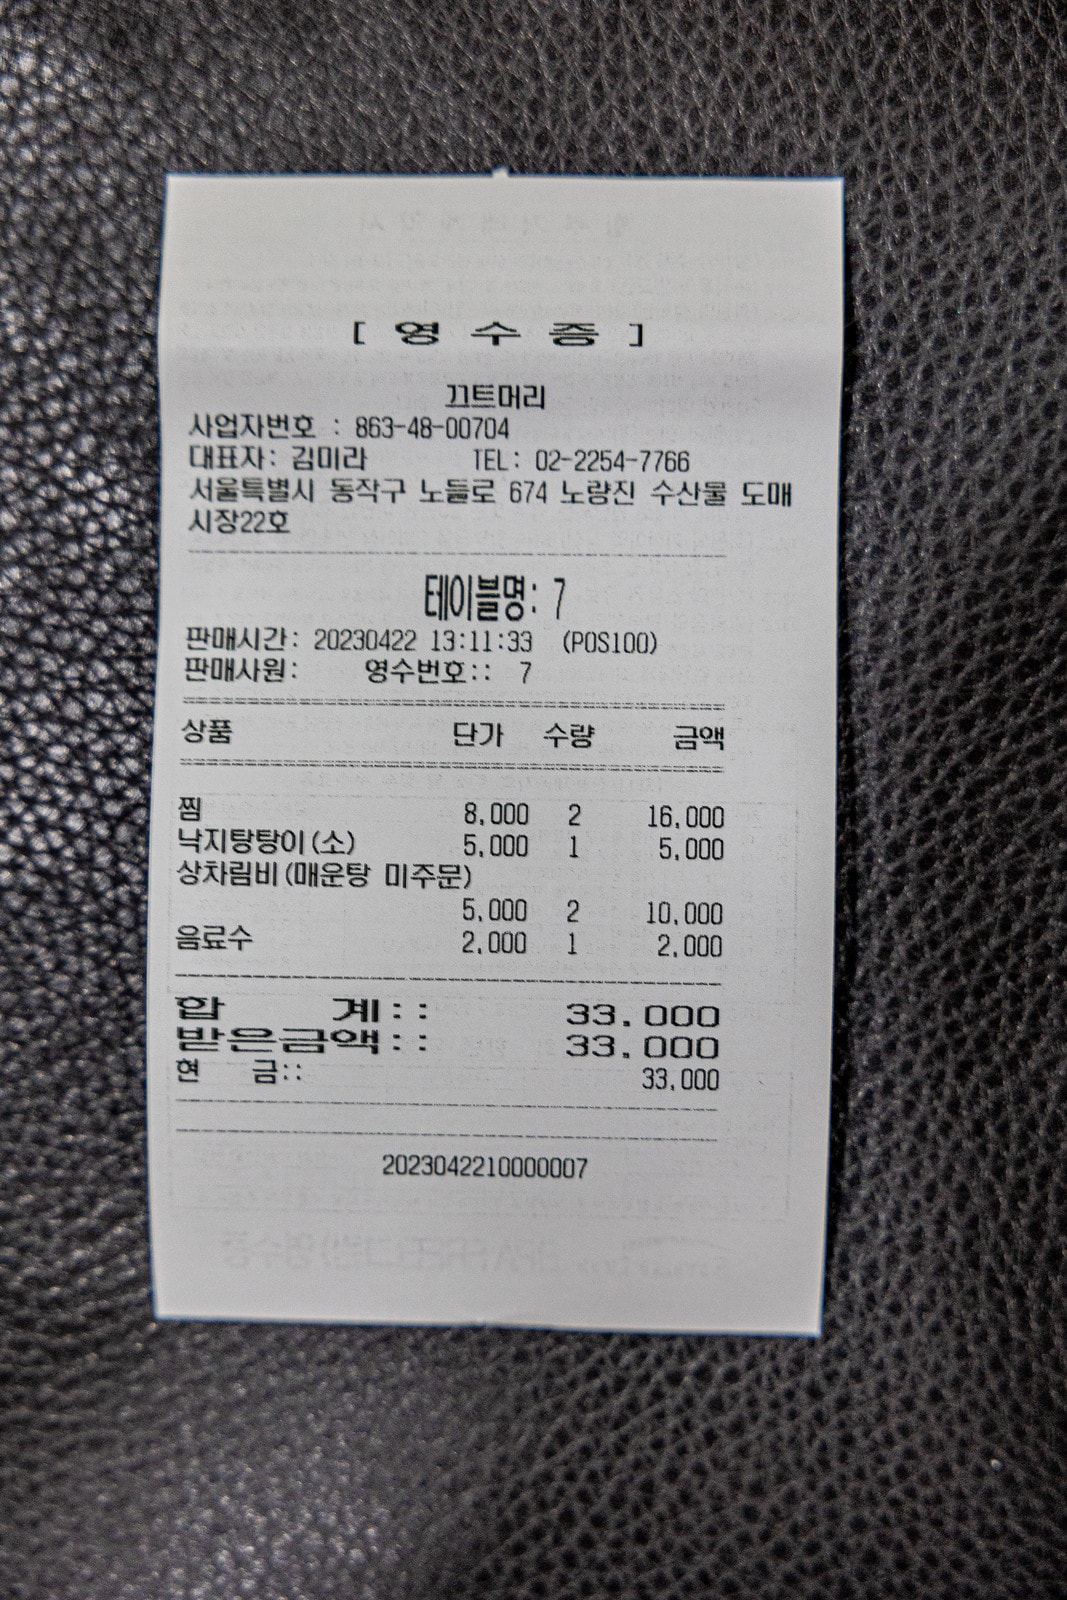 [ 영 수 증 ]
끄트머리
사업자번호 : 863-48-00704
대표자: 김미라 TEL: 02-2254-7766
서울특별시 동작구 노들로 674 노량진 수산물 도매
시장22호
테이블명: 7
판매시간: 20230422 13:11:33 (POS100)
판매사원: 영수번호:: 7
상품 단가 수량 금액
찜 8,000 2 16,000
낙지탕탕이(소) 5,000 1 5,000
상차림비(매운탕 미주문)
5,000 2 10,000
음료수 2,000 1 2,000
합 계:: 33.000
받은금액:: 33.000
현 금:: 33,000
2023042210000007